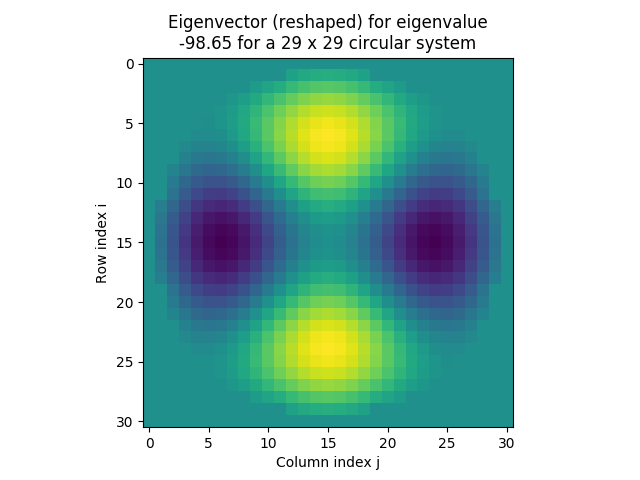 Eigenvector (reshaped) for eigenvalue
-98.65 for a 29 x 29 circular system
0
5
10
15
20
25
30
Row index i
0 5 10 15 20 25 30
Column index j